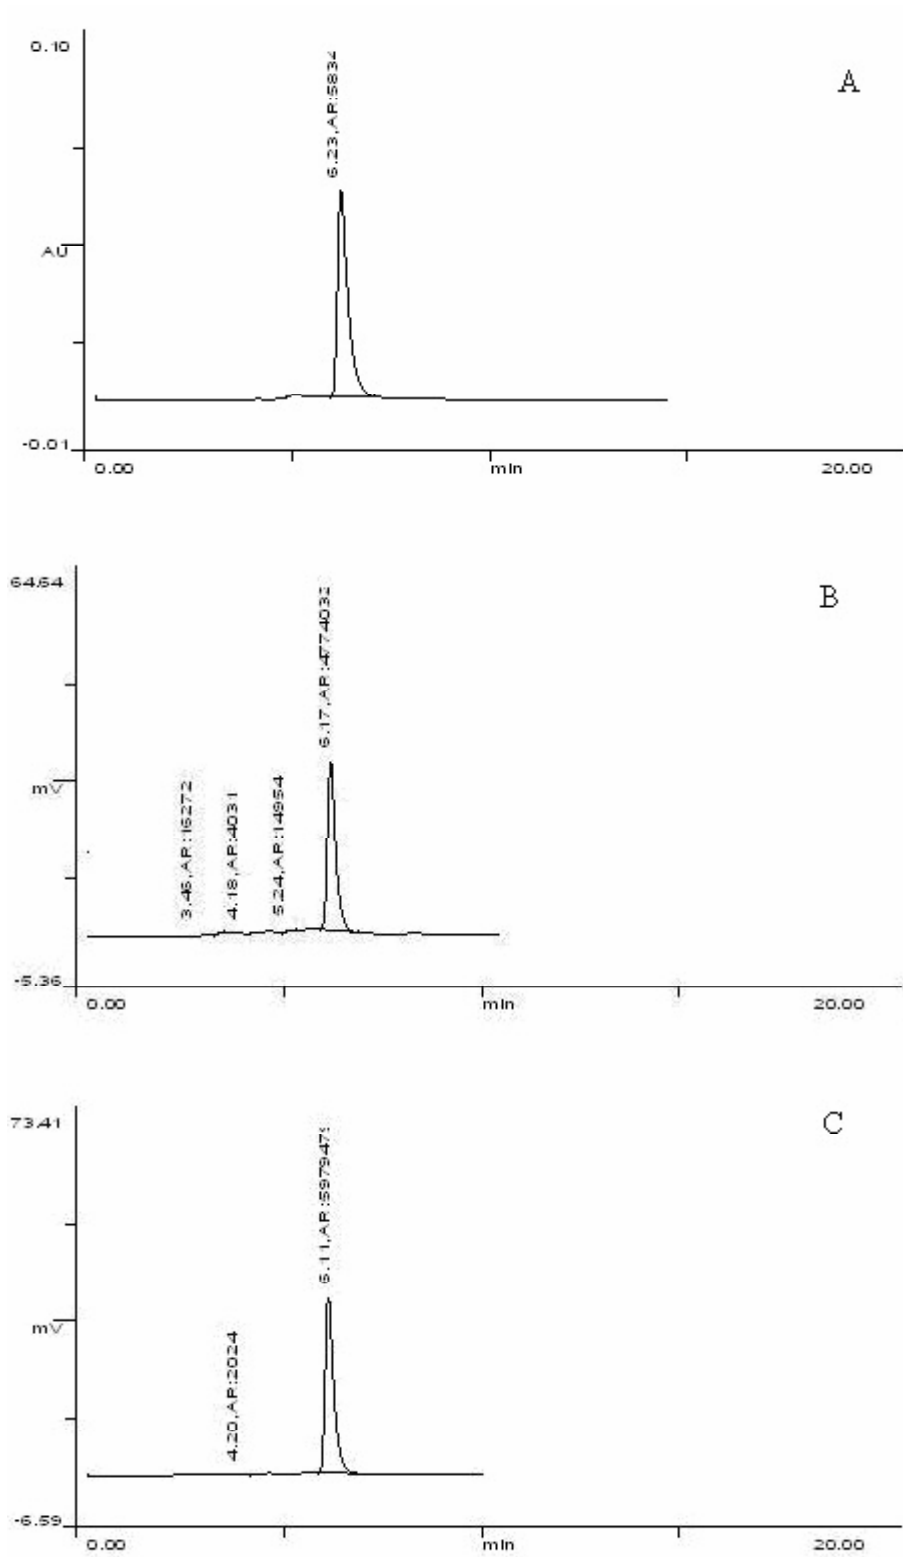 0.10
A
6.23,AR:5834
AU
-0.01
0.00
min
20.00
64.64
B
6.17,AR:4774032
mV
3.46,AR:16272
4.18,AR:4031
5.24,AR:14954
-5.36
0.00
min
20.00
73.41
C
6.11,AR:5979479
mV
4.20,AR:2024
-6.59
0.00
min
20.00